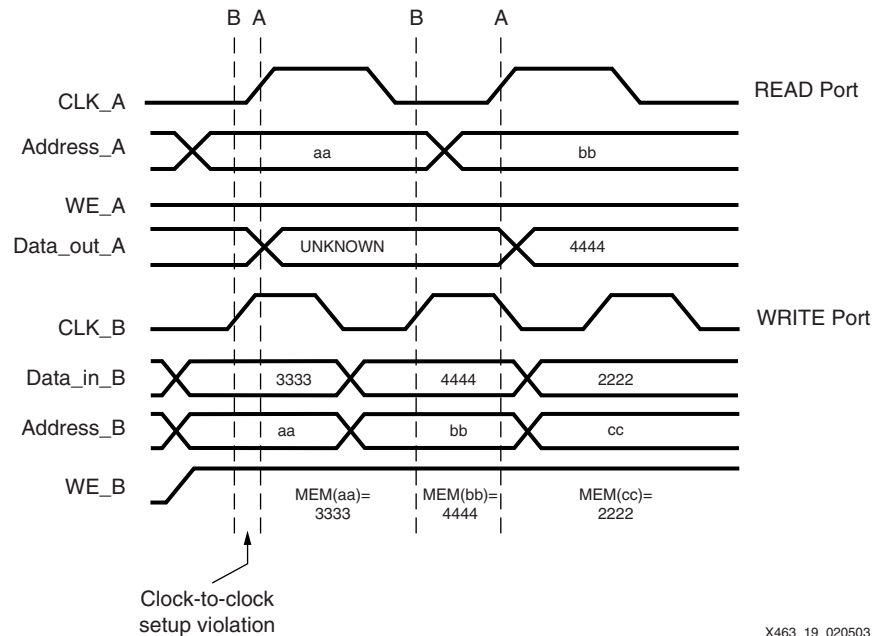 B A B A
CLK_A READ Port
Address_A aa bb
WE_A
Data_out_A UNKNOWN 4444
CLK_B WRITE Port
Data_in_B 3333 4444 2222
Address_B aa bb cc
WE_B
MEM(aa)= MEM(bb)= MEM(cc)=
3333 4444 2222
Clock-to-clock
setup violation
X463_19_020503